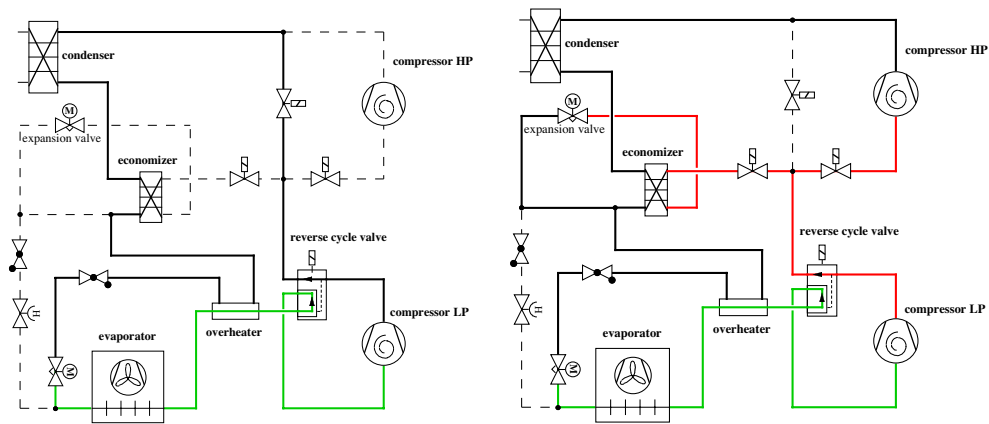 condenser
compressor HP
M
expansion valve
economizer
reverse cycle valve
compressor LP
overheater
evaporator
H
M
condenser
compressor HP
M
expansion valve
economizer
reverse cycle valve
compressor LP
overheater
evaporator
H
M